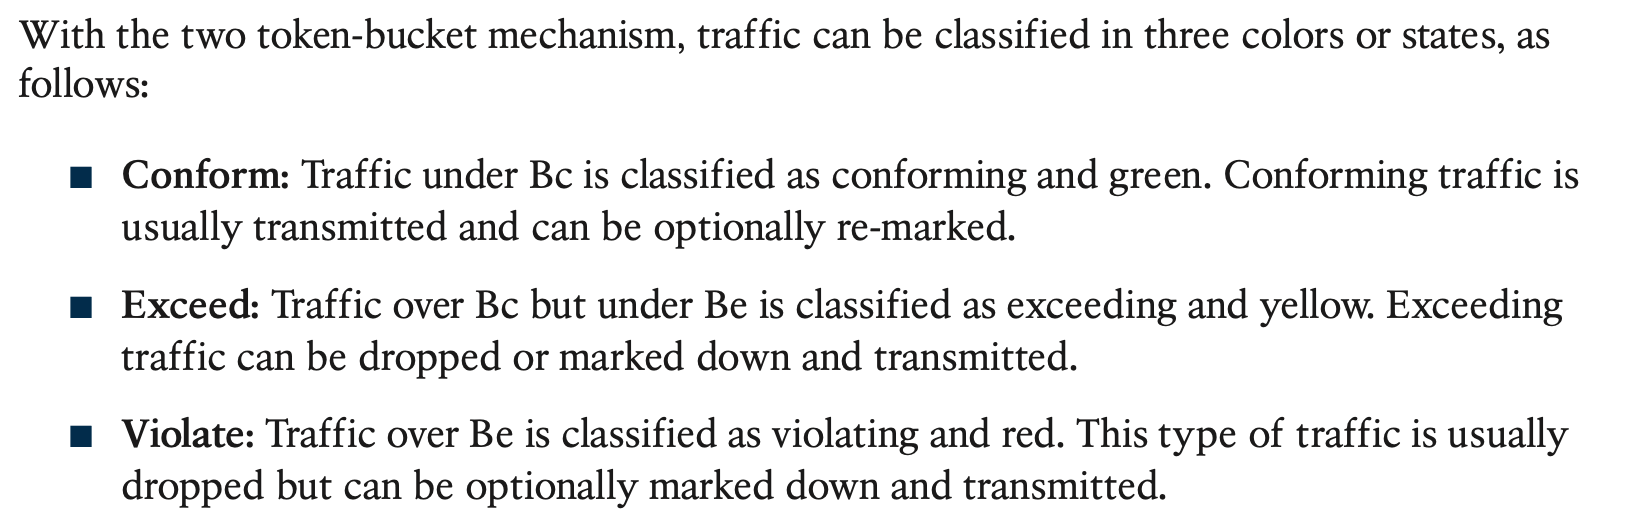 With the two token-bucket mechanism, traffic can be classified in three colors or states, as
follows:
■ Conform: Traffic under Bc is classified as conforming and green. Conforming traffic is
usually transmitted and can be optionally re-marked.
■ Exceed: Traffic over Bc but under Be is classified as exceeding and yellow. Exceeding
traffic can be dropped or marked down and transmitted.
■ Violate: Traffic over Be is classified as violating and red. This type of traffic is usually
dropped but can be optionally marked down and transmitted.